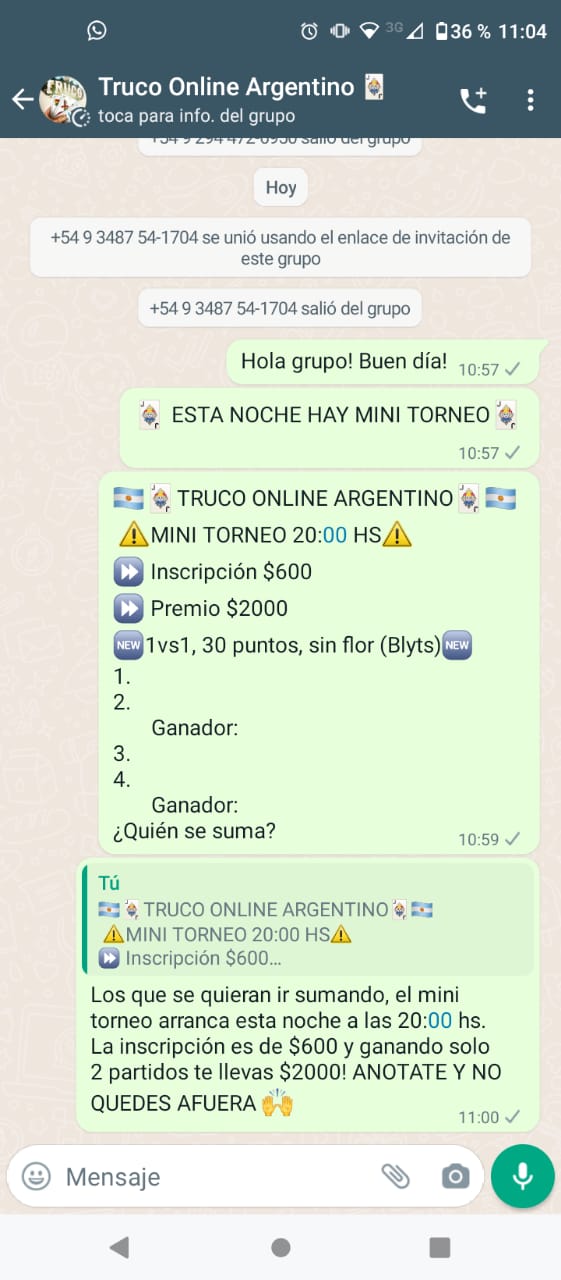 3G 36 % 11:04
Truco Online Argentino 🃏
toca para info. del grupo
salió del grupo
Hoy
+54 9 3487 54-1704 se unió usando el enlace de invitación de
este grupo
+54 9 3487 54-1704 salió del grupo
Hola grupo! Buen día! 10:57
🃏 ESTA NOCHE HAY MINI TORNEO 🃏
10:57
🇦🇷🃏 TRUCO ONLINE ARGENTINO 🃏🇦🇷
⚠️MINI TORNEO 20:00 HS⚠️
⏩ Inscripción $600
⏩ Premio $2000
🆕1vs1, 30 puntos, sin flor (Blyts)🆕
1.
2.
Ganador:
3.
4.
Ganador:
¿Quién se suma? 10:59
Tú
🇦🇷🃏 TRUCO ONLINE ARGENTINO 🃏🇦🇷
⚠️MINI TORNEO 20:00 HS⚠️
⏩ Inscripción $600...
Los que se quieran ir sumando, el mini
torneo arranca esta noche a las 20:00 hs.
La inscripción es de $600 y ganando solo
2 partidos te llevas $2000! ANOTATE Y NO
QUEDES AFUERA 🙌 11:00
Mensaje